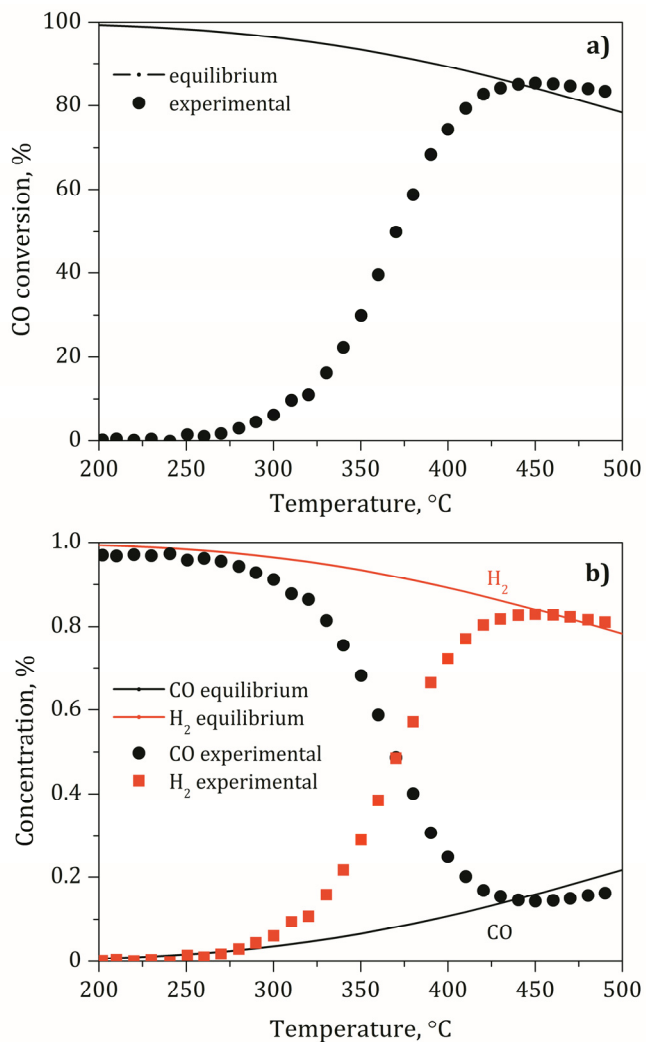 100
80
60
40
20
0
CO conversion, %
a)
equilibrium
experimental
200 250 300 350 400 450 500
Temperature, °C
1.0
0.8
0.6
0.4
0.2
0
Concentration, %
b)
H₂
CO equilibrium
H₂ equilibrium
CO experimental
H₂ experimental
CO
200 250 300 350 400 450 500
Temperature, °C